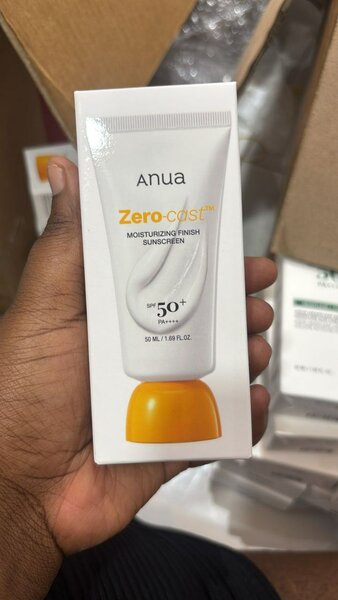 Anua
Zero-cast™
MOISTURIZING FINISH
SUNSCREEN
SPF 50+
PA++++
50 ML / 1.69 FL.OZ.